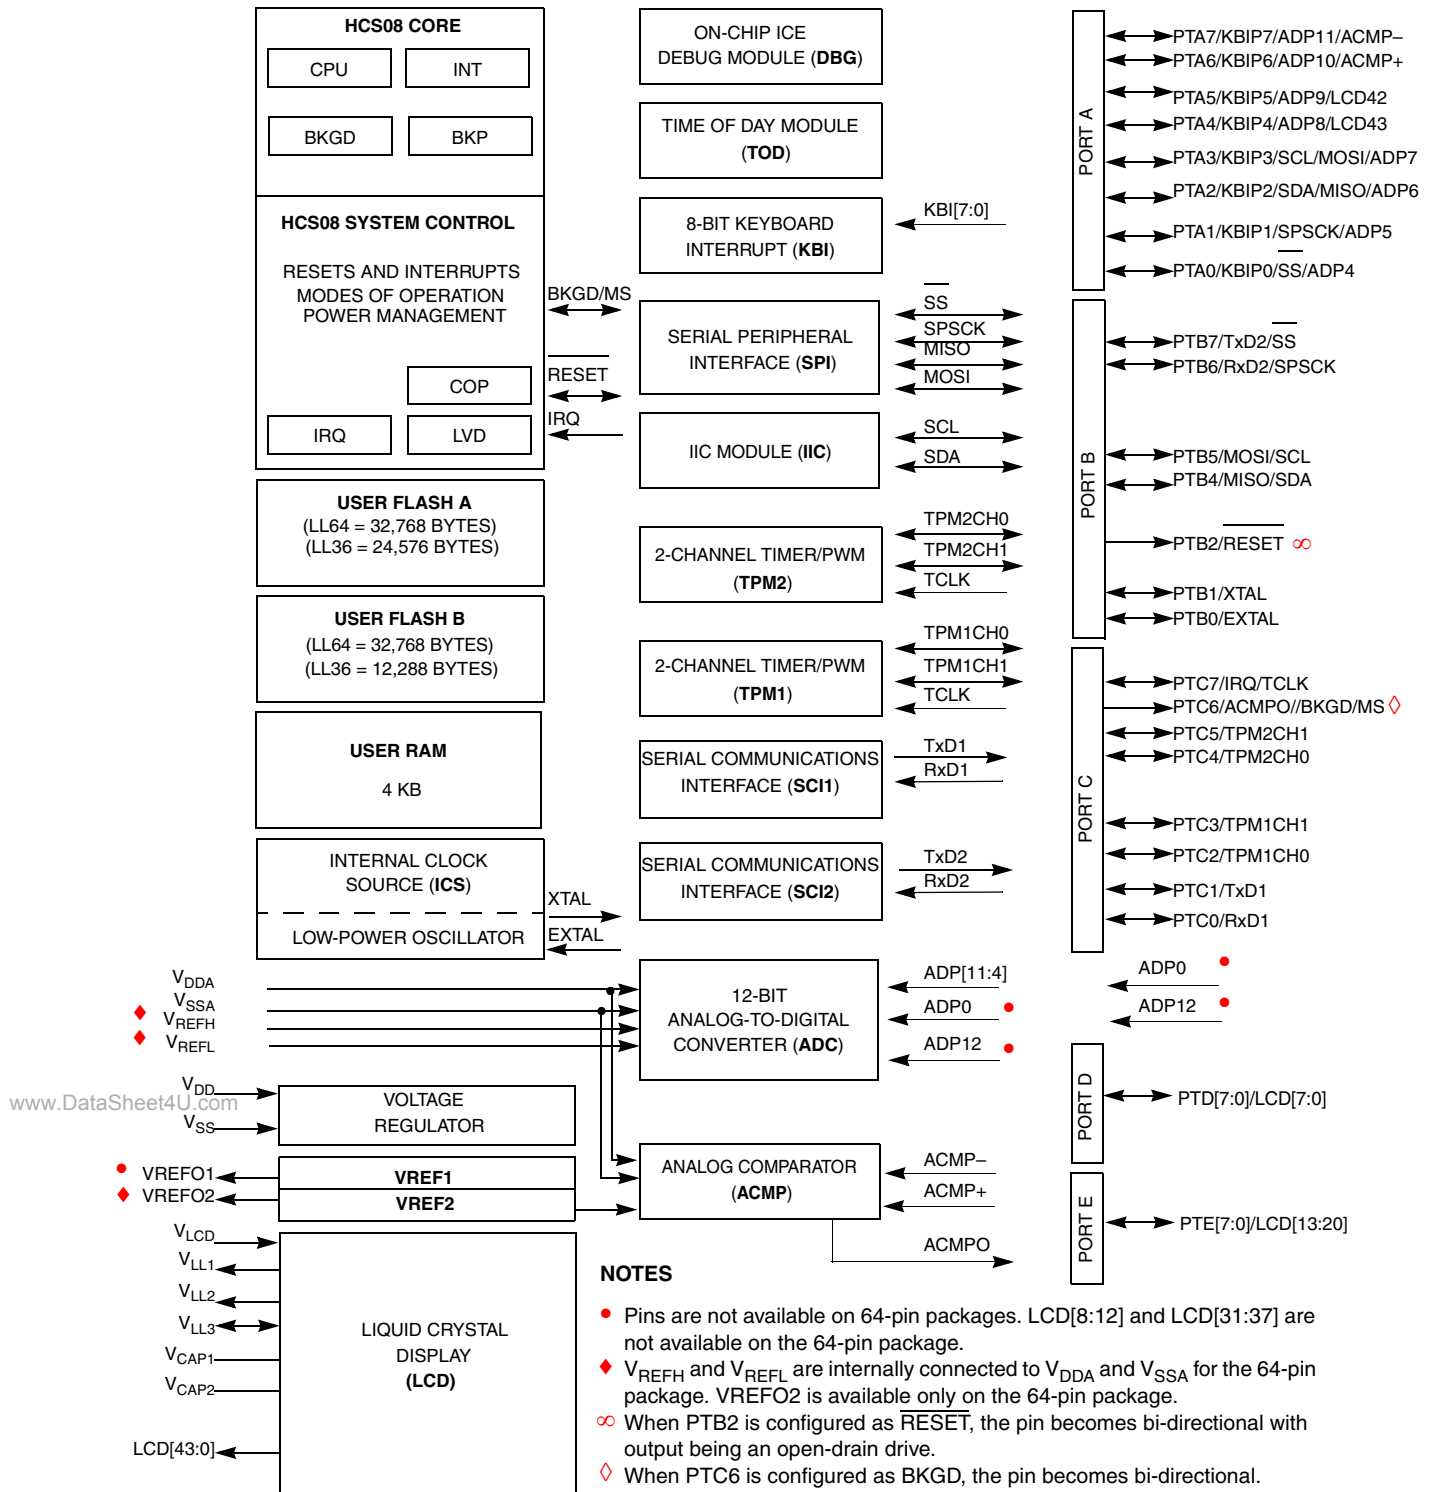 HCS08 CORE
CPU
INT
BKGD
BKP
HCS08 SYSTEM CONTROL
RESETS AND INTERRUPTS
MODES OF OPERATION
POWER MANAGEMENT
COP
IRQ
LVD
BKGD/MS
RESET
IRQ
USER FLASH A
(LL64 = 32,768 BYTES)
(LL36 = 24,576 BYTES)
USER FLASH B
(LL64 = 32,768 BYTES)
(LL36 = 12,288 BYTES)
USER RAM
4 KB
INTERNAL CLOCK
SOURCE (ICS)
LOW-POWER OSCILLATOR
XTAL
EXTAL
VDDA
VSSA
♦ VREFH
♦ VREFL
VDD
VSS
www.DataSheet4U.com
VOLTAGE
REGULATOR
• VREFO1
♦ VREFO2
VREF1
VREF2
VLCD
VLL1
VLL2
VLL3
VCAP1
VCAP2
LCD[43:0]
LIQUID CRYSTAL
DISPLAY
(LCD)
ON-CHIP ICE
DEBUG MODULE (DBG)
TIME OF DAY MODULE
(TOD)
8-BIT KEYBOARD
INTERRUPT (KBI)
KBI[7:0]
SERIAL PERIPHERAL
INTERFACE (SPI)
SS
SPSCK
MISO
MOSI
IIC MODULE (IIC)
SCL
SDA
2-CHANNEL TIMER/PWM
(TPM2)
TPM2CH0
TPM2CH1
TCLK
2-CHANNEL TIMER/PWM
(TPM1)
TPM1CH0
TPM1CH1
TCLK
SERIAL COMMUNICATIONS
INTERFACE (SCI1)
TxD1
RxD1
SERIAL COMMUNICATIONS
INTERFACE (SCI2)
TxD2
RxD2
12-BIT
ANALOG-TO-DIGITAL
CONVERTER (ADC)
ADP[11:4]
ADP0 •
ADP12 •
ANALOG COMPARATOR
(ACMP)
ACMP–
ACMP+
ACMPO
PORT A
PTA7/KBIP7/ADP11/ACMP–
PTA6/KBIP6/ADP10/ACMP+
PTA5/KBIP5/ADP9/LCD42
PTA4/KBIP4/ADP8/LCD43
PTA3/KBIP3/SCL/MOSI/ADP7
PTA2/KBIP2/SDA/MISO/ADP6
PTA1/KBIP1/SPSCK/ADP5
PTA0/KBIP0/SS/ADP4
PORT B
PTB7/TxD2/SS
PTB6/RxD2/SPSCK
PTB5/MOSI/SCL
PTB4/MISO/SDA
PTB2/RESET ∞
PTB1/XTAL
PTB0/EXTAL
PORT C
PTC7/IRQ/TCLK
PTC6/ACMPO//BKGD/MS ◊
PTC5/TPM2CH1
PTC4/TPM2CH0
PTC3/TPM1CH1
PTC2/TPM1CH0
PTC1/TxD1
PTC0/RxD1
ADP0 •
ADP12 •
PORT D
PTD[7:0]/LCD[7:0]
PORT E
PTE[7:0]/LCD[13:20]
NOTES
• Pins are not available on 64-pin packages. LCD[8:12] and LCD[31:37] are
not available on the 64-pin package.
♦ VREFH and VREFL are internally connected to VDDA and VSSA for the 64-pin
package. VREFO2 is available only on the 64-pin package.
∞ When PTB2 is configured as RESET, the pin becomes bi-directional with
output being an open-drain drive.
◊ When PTC6 is configured as BKGD, the pin becomes bi-directional.